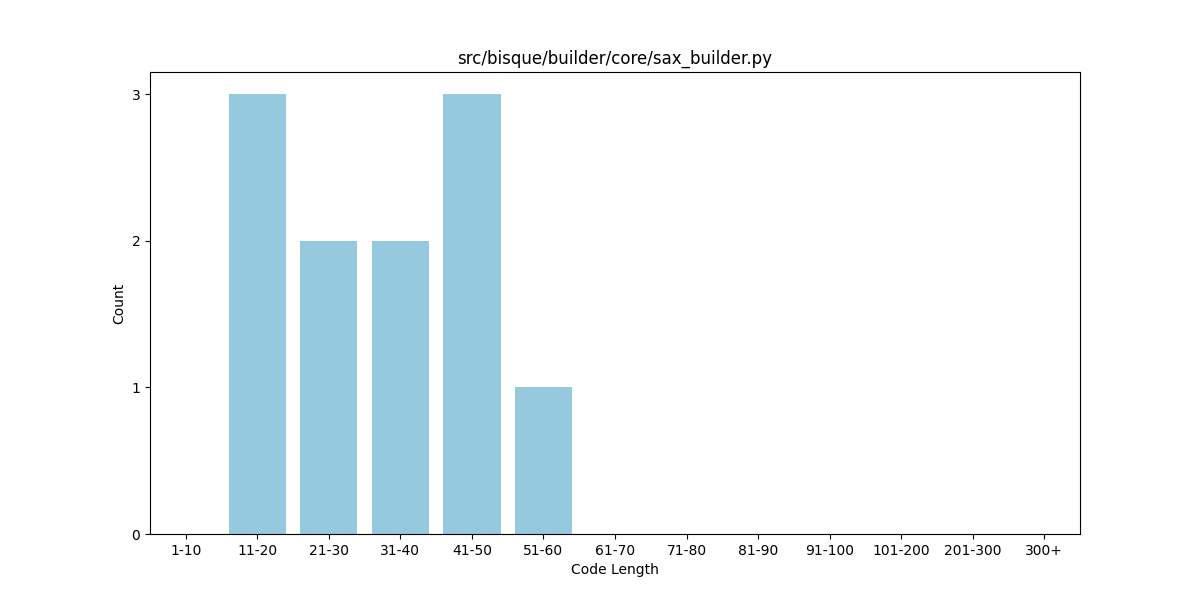 src/bisque/builder/core/sax_builder.py
3
2
1
0
Count
1-10 11-20 21-30 31-40 41-50 51-60 61-70 71-80 81-90 91-100 101-200 201-300 300+
Code Length